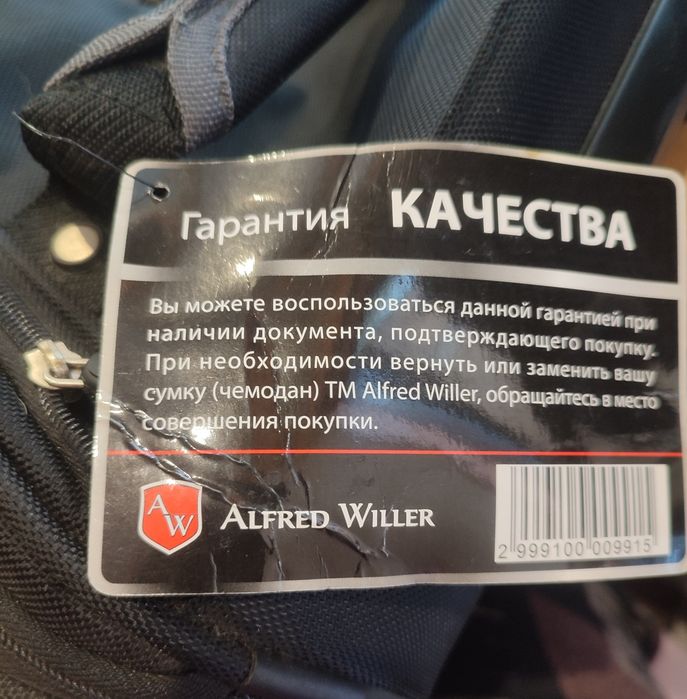 Гарантия КАЧЕСТВА
Вы можете воспользоваться данной гарантией при
наличии документа, подтверждающего покупку.
При необходимости вернуть или заменить вашу
сумку (чемодан) ТМ Alfred Willer, обращайтесь в место
совершения покупки.
AW ALFRED WILLER
2 999100 009915